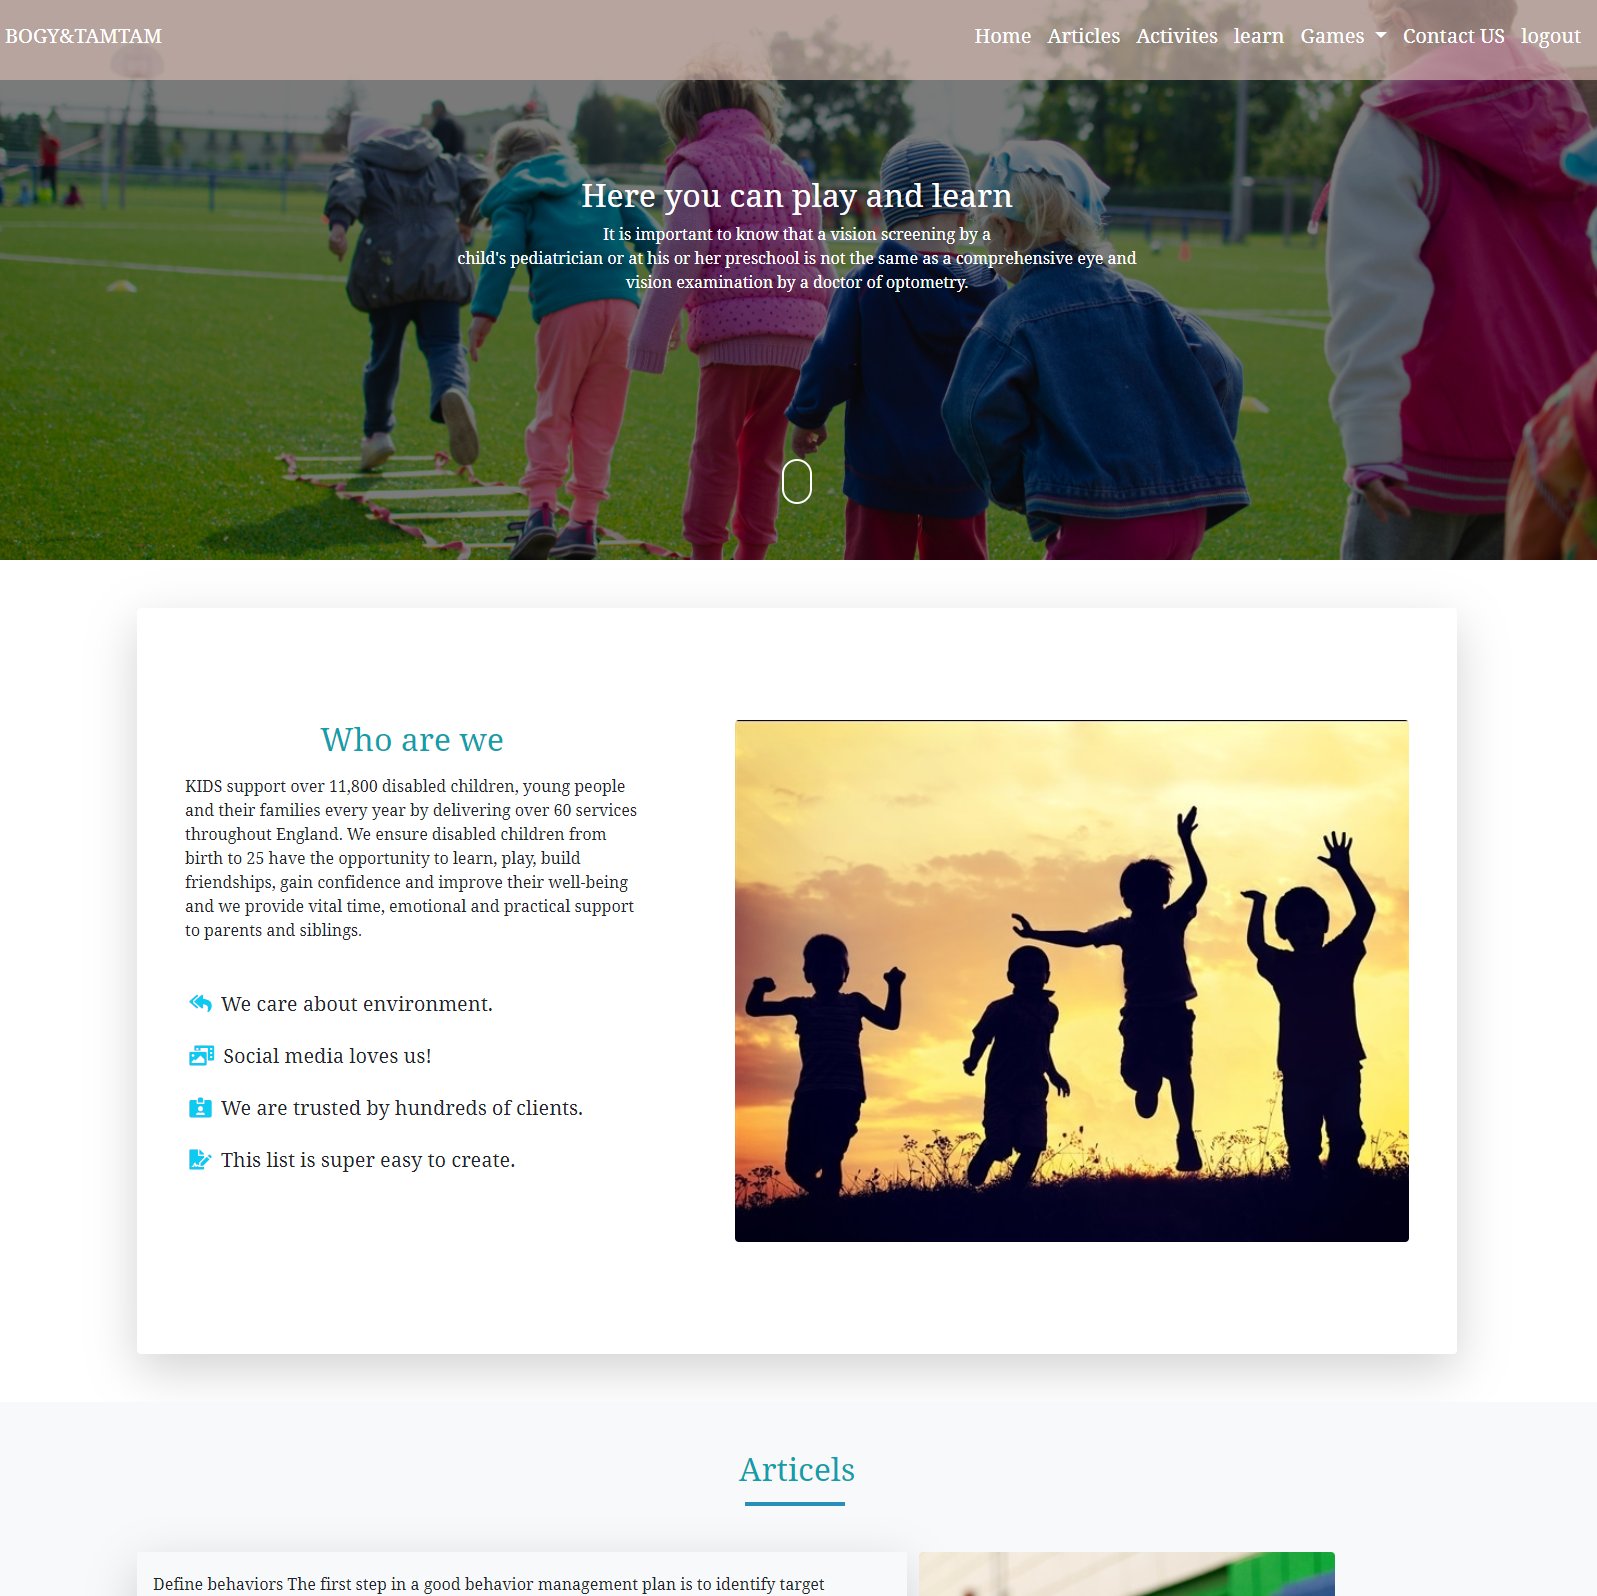 BOGY&TAMTAM
Home Articles Activites learn Games Contact US logout
Here you can play and learn
It is important to know that a vision screening by a
child's pediatrician or at his or her preschool is not the same as a comprehensive eye and
vision examination by a doctor of optometry.
Who are we
KIDS support over 11,800 disabled children, young people
and their families every year by delivering over 60 services
throughout England. We ensure disabled children from
birth to 25 have the opportunity to learn, play, build
friendships, gain confidence and improve their well-being
and we provide vital time, emotional and practical support
to parents and siblings.
We care about environment.
Social media loves us!
We are trusted by hundreds of clients.
This list is super easy to create.
Articels
Define behaviors The first step in a good behavior management plan is to identify target